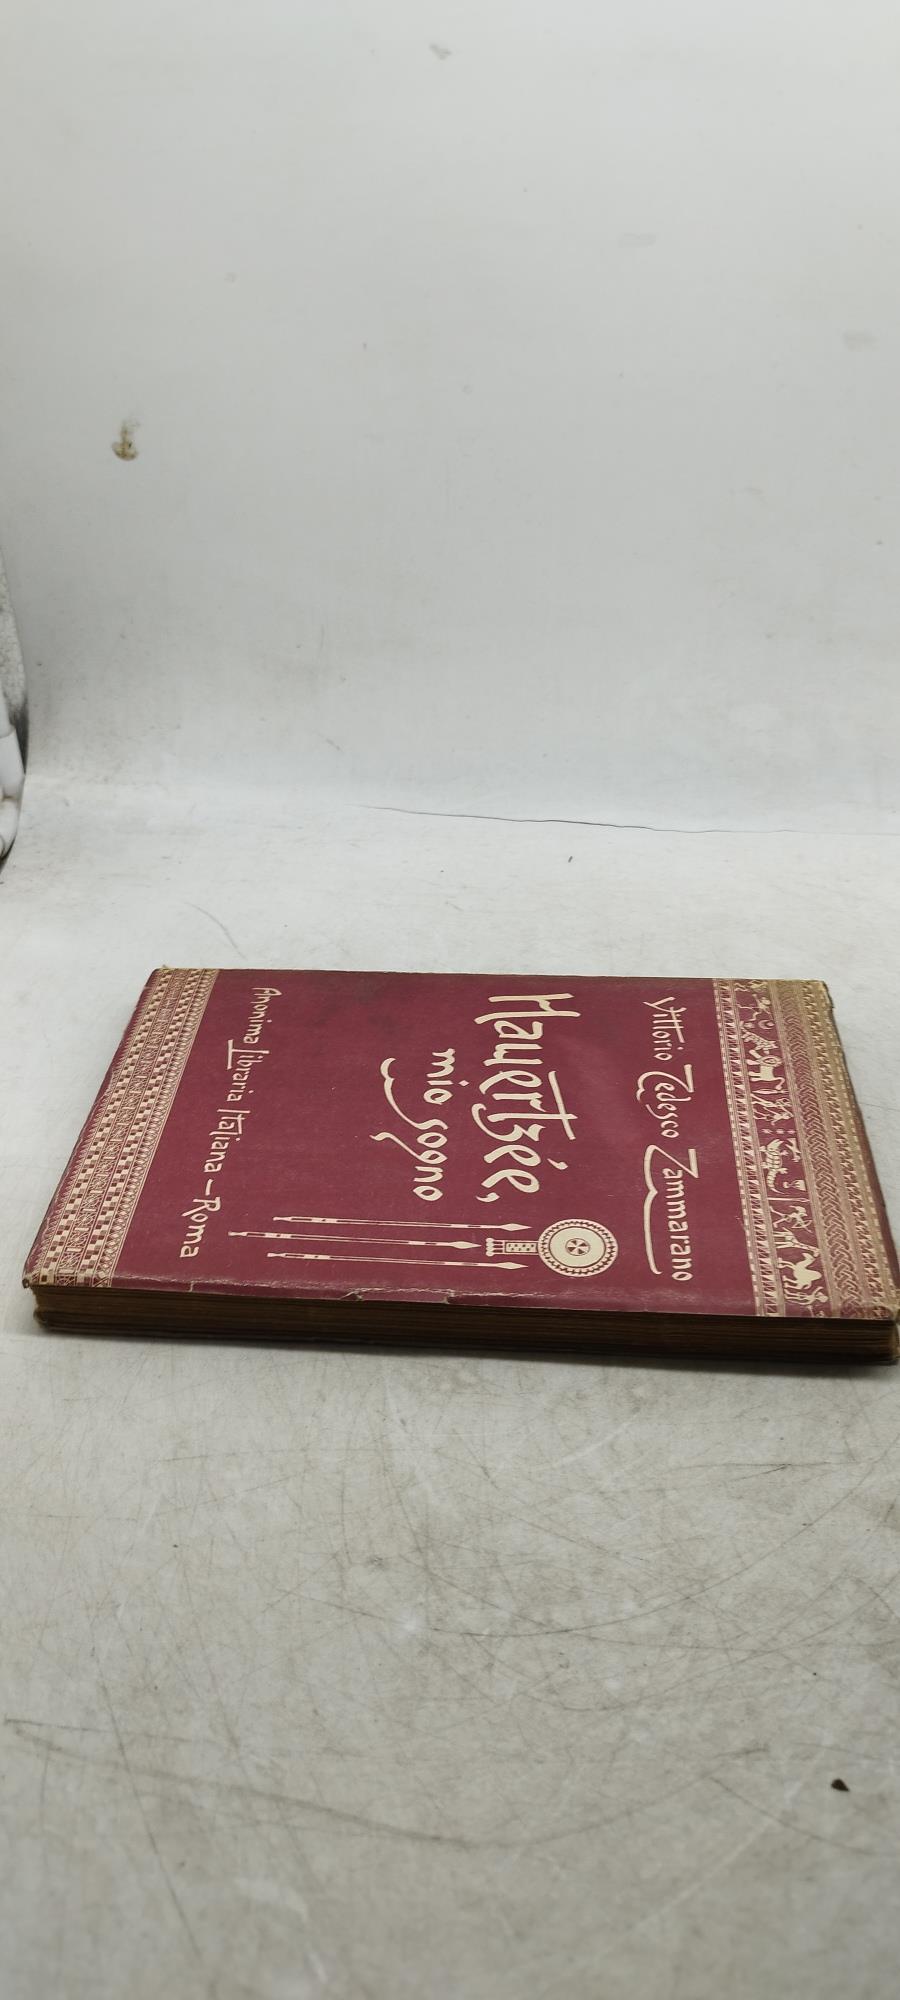 Vittorio Tedesco Zammarano
Hauertzée,
mio sogno
Anonima Libraria Italiana - Roma